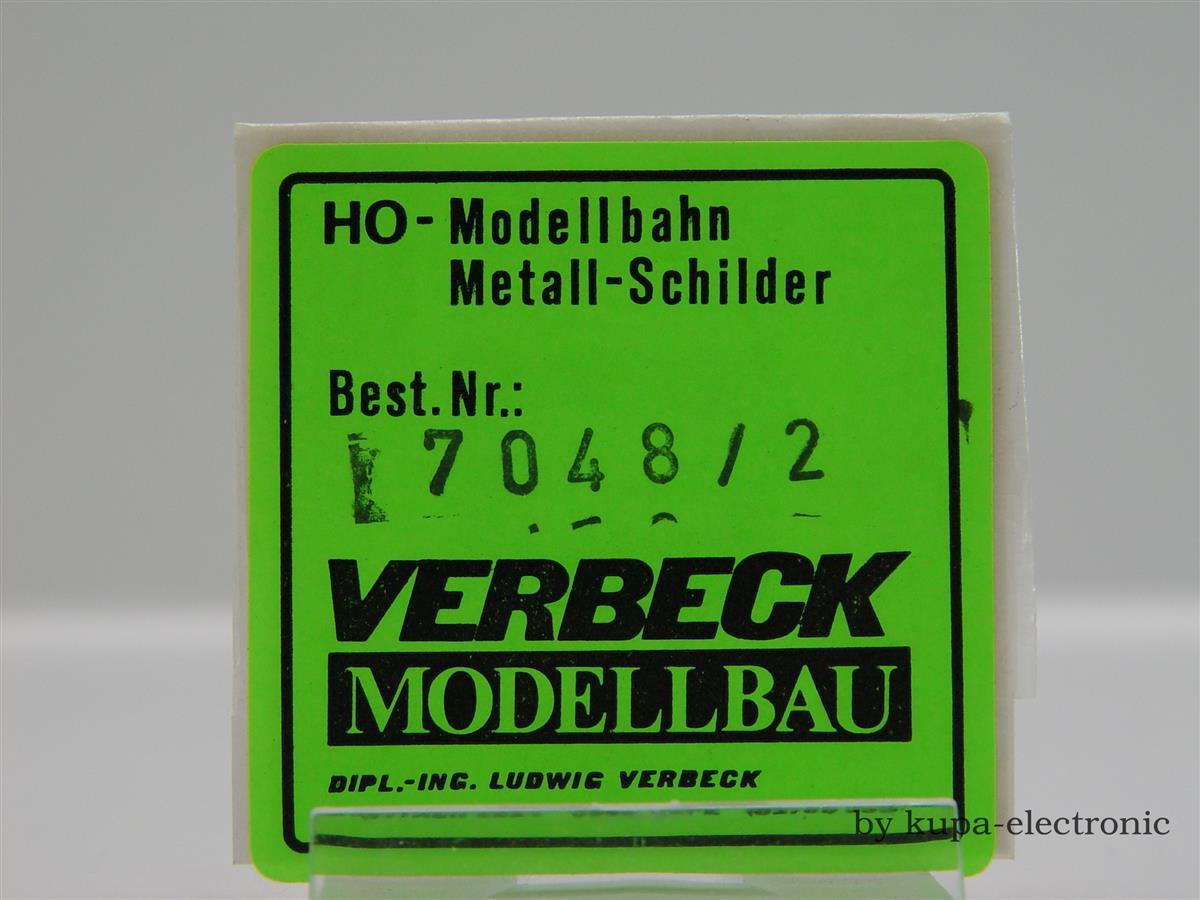 HO-Modellbahn
Metall-Schilder
Best.Nr.:
7048/2
VERBECK
MODELLBAU
DIPL.-ING. LUDWIG VERBECK
by kupa-electronic